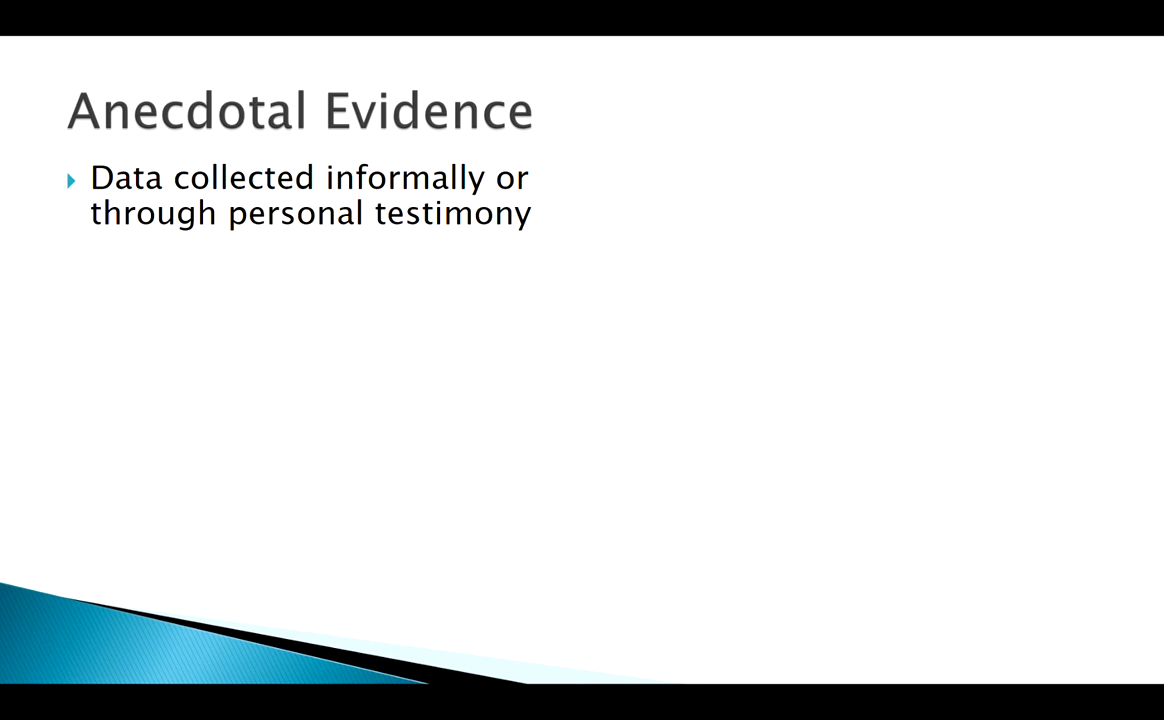 Anecdotal Evidence
Data collected informally or
through personal testimony